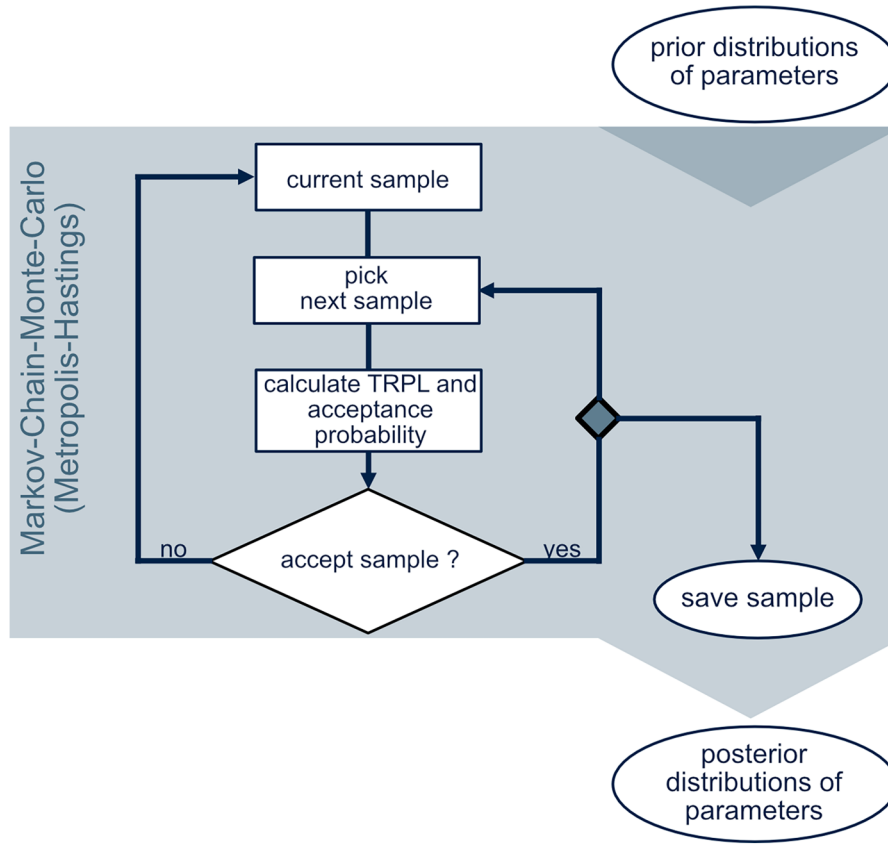 prior distributions
of parameters
Markov-Chain-Monte-Carlo
(Metropolis-Hastings)
current sample
pick
next sample
calculate TRPL and
acceptance
probability
no
accept sample ?
yes
save sample
posterior
distributions of
parameters